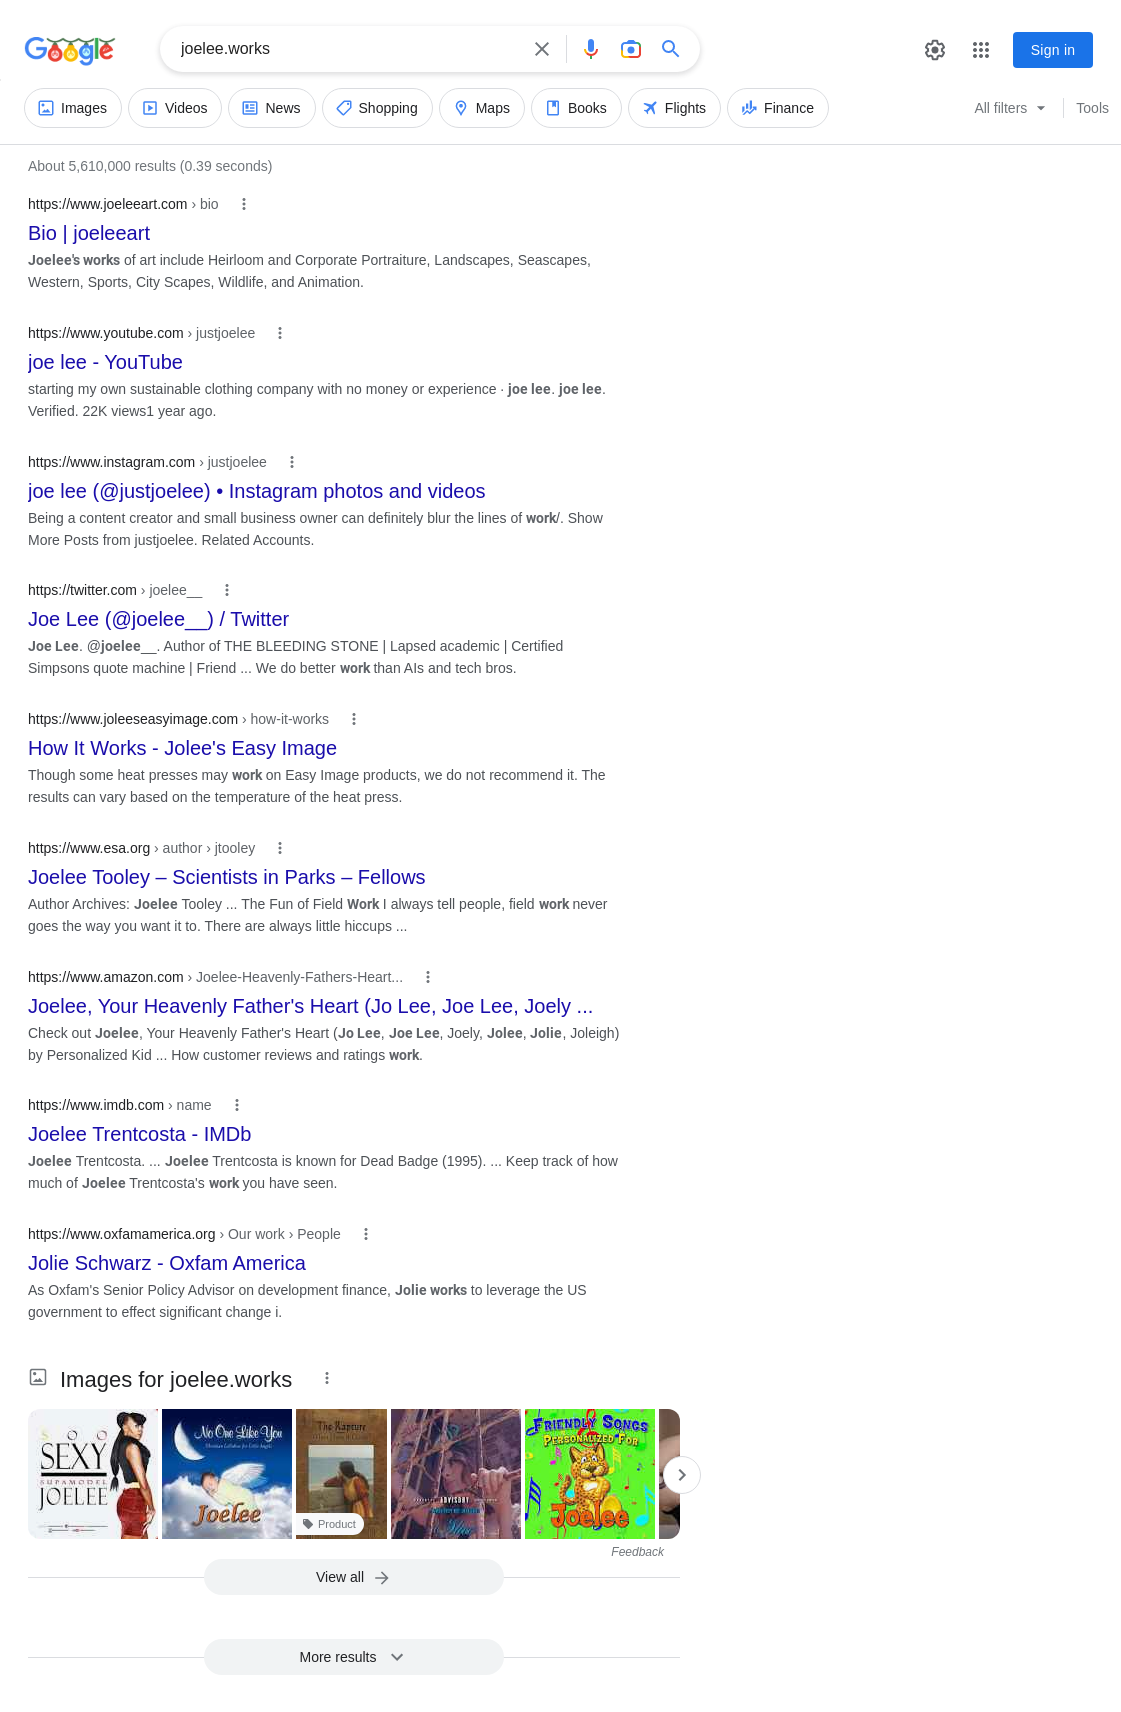 Google
joelee.works
Sign in
Images
Videos
News
Shopping
Maps
Books
Flights
Finance
All filters
Tools
About 5,610,000 results (0.39 seconds)
https://www.joeleeart.com › bio
Bio | joeleeart
Joelee's works of art include Heirloom and Corporate Portraiture, Landscapes, Seascapes,
Western, Sports, City Scapes, Wildlife, and Animation.
https://www.youtube.com › justjoelee
joe lee - YouTube
starting my own sustainable clothing company with no money or experience · joe lee. joe lee.
Verified. 22K views1 year ago.
https://www.instagram.com › justjoelee
joe lee (@justjoelee) • Instagram photos and videos
Being a content creator and small business owner can definitely blur the lines of work/. Show
More Posts from justjoelee. Related Accounts.
https://twitter.com › joelee__
Joe Lee (@joelee__) / Twitter
Joe Lee. @joelee__. Author of THE BLEEDING STONE | Lapsed academic | Certified
Simpsons quote machine | Friend ... We do better work than AIs and tech bros.
https://www.joleeseasyimage.com › how-it-works
How It Works - Jolee's Easy Image
Though some heat presses may work on Easy Image products, we do not recommend it. The
results can vary based on the temperature of the heat press.
https://www.esa.org › author › jtooley
Joelee Tooley – Scientists in Parks – Fellows
Author Archives: Joelee Tooley ... The Fun of Field Work I always tell people, field work never
goes the way you want it to. There are always little hiccups ...
https://www.amazon.com › Joelee-Heavenly-Fathers-Heart...
Joelee, Your Heavenly Father's Heart (Jo Lee, Joe Lee, Joely ...
Check out Joelee, Your Heavenly Father's Heart (Jo Lee, Joe Lee, Joely, Jolee, Jolie, Joleigh)
by Personalized Kid ... How customer reviews and ratings work.
https://www.imdb.com › name
Joelee Trentcosta - IMDb
Joelee Trentcosta. ... Joelee Trentcosta is known for Dead Badge (1995). ... Keep track of how
much of Joelee Trentcosta's work you have seen.
https://www.oxfamamerica.org › Our work › People
Jolie Schwarz - Oxfam America
As Oxfam's Senior Policy Advisor on development finance, Jolie works to leverage the US
government to effect significant change i.
Images for joelee.works
SOO
SEXY
SUPAMODEL
JOELEE
No One Like You
Christian Lullabies for Little Angels
Joelee
The Rapture
Product
ADVISORY
FRIENDLY SONGS
PERSONALIZED FOR
Joelee
Feedback
View all
More results